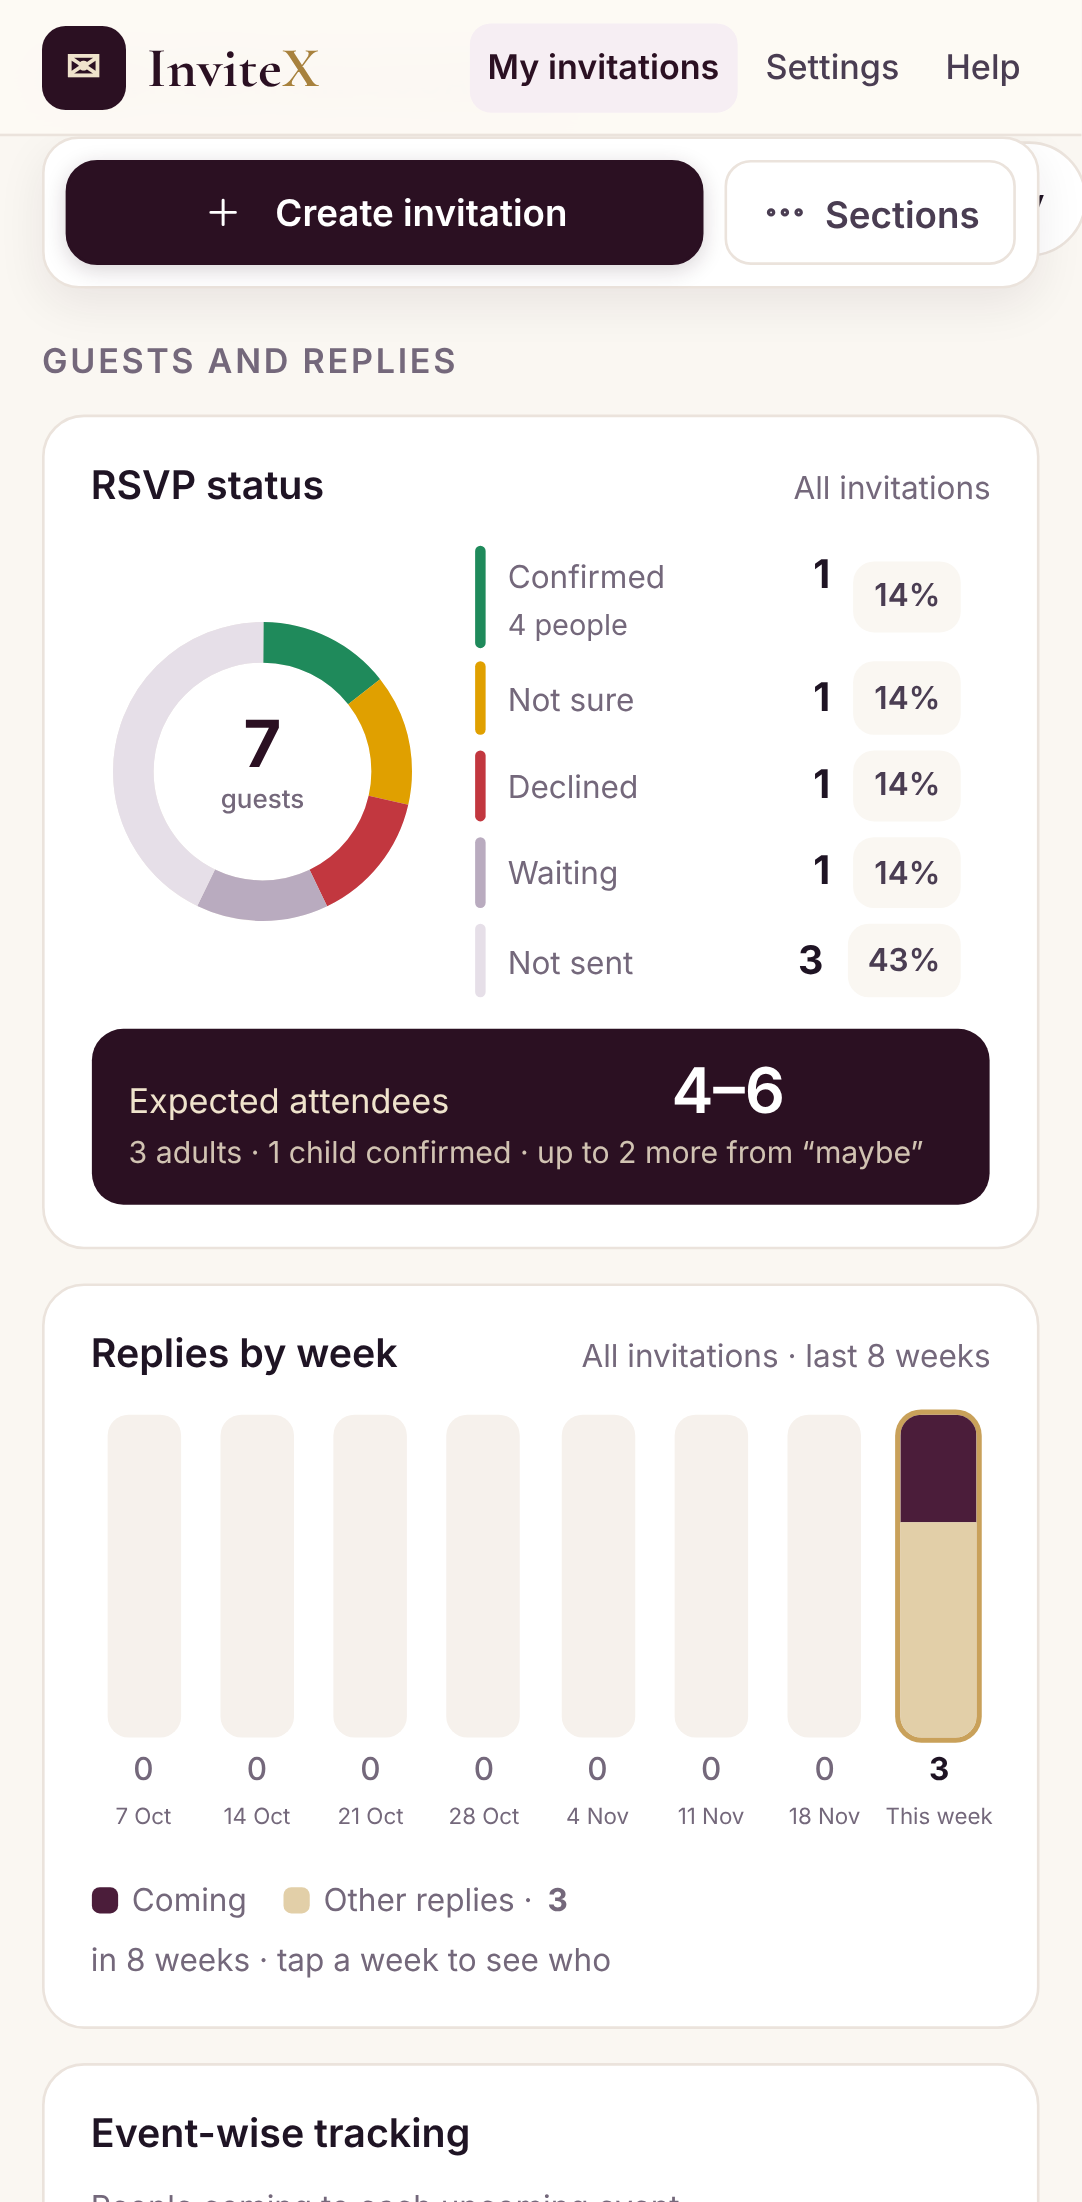 InviteX
My invitations
Settings
Help
Create invitation
Sections
GUESTS AND REPLIES
RSVP status
All invitations
7
guests
Confirmed 1 14%
4 people
Not sure 1 14%
Declined 1 14%
Waiting 1 14%
Not sent 3 43%
Expected attendees 4–6
3 adults · 1 child confirmed · up to 2 more from “maybe”
Replies by week
All invitations · last 8 weeks
0 0 0 0 0 0 0 3
7 Oct 14 Oct 21 Oct 28 Oct 4 Nov 11 Nov 18 Nov This week
Coming Other replies · 3
in 8 weeks · tap a week to see who
Event-wise tracking